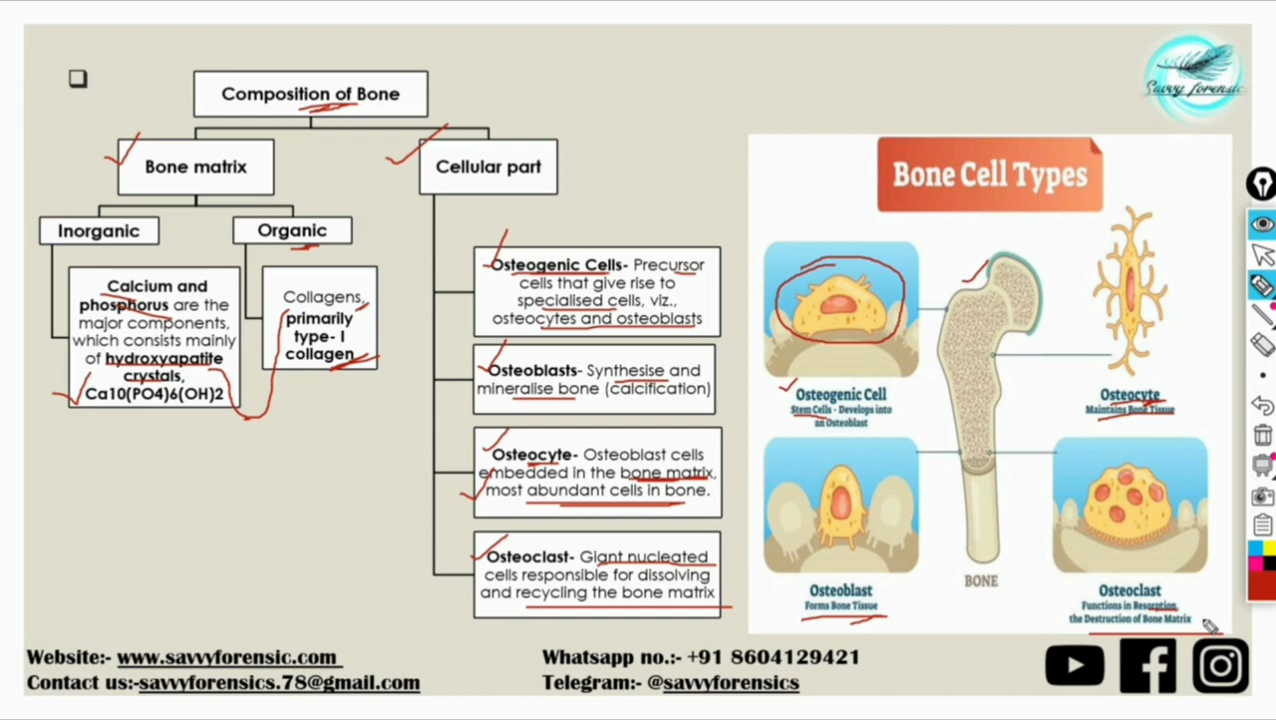 Composition of Bone
Bone matrix
Cellular part
Inorganic
Organic
Calcium and
phosphorus are the
major components,
which consists mainly
of hydroxyapatite
crystals,
Ca10(PO4)6(OH)2
Collagens,
primarily
type- I
collagen
Osteogenic Cells- Precursor
cells that give rise to
specialised cells, viz.,
osteocytes and osteoblasts
Osteoblasts- Synthesise and
mineralise bone (calcification)
Osteocyte- Osteoblast cells
embedded in the bone matrix,
most abundant cells in bone.
Osteoclast- Giant nucleated
cells responsible for dissolving
and recycling the bone matrix
Savvy forensic
Bone Cell Types
Osteogenic Cell
Stem Cells - Develops into
an Osteoblast
Osteocyte
Maintains Bone Tissue
Osteoblast
Forms Bone Tissue
BONE
Osteoclast
Functions in Resorption,
the Destruction of Bone Matrix
Website:- www.savvyforensic.com
Contact us:-savvyforensics.78@gmail.com
Whatsapp no.:- +91 8604129421
Telegram:- @savvyforensics